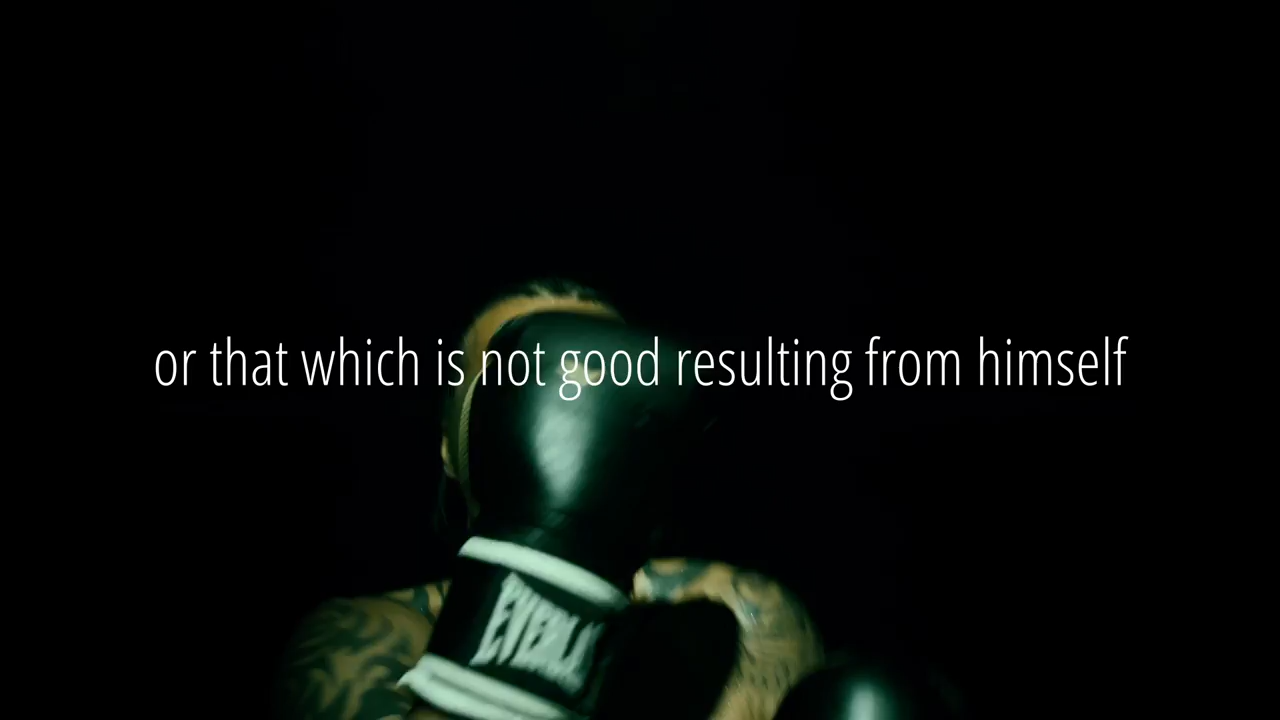 or that which is not good resulting from himself